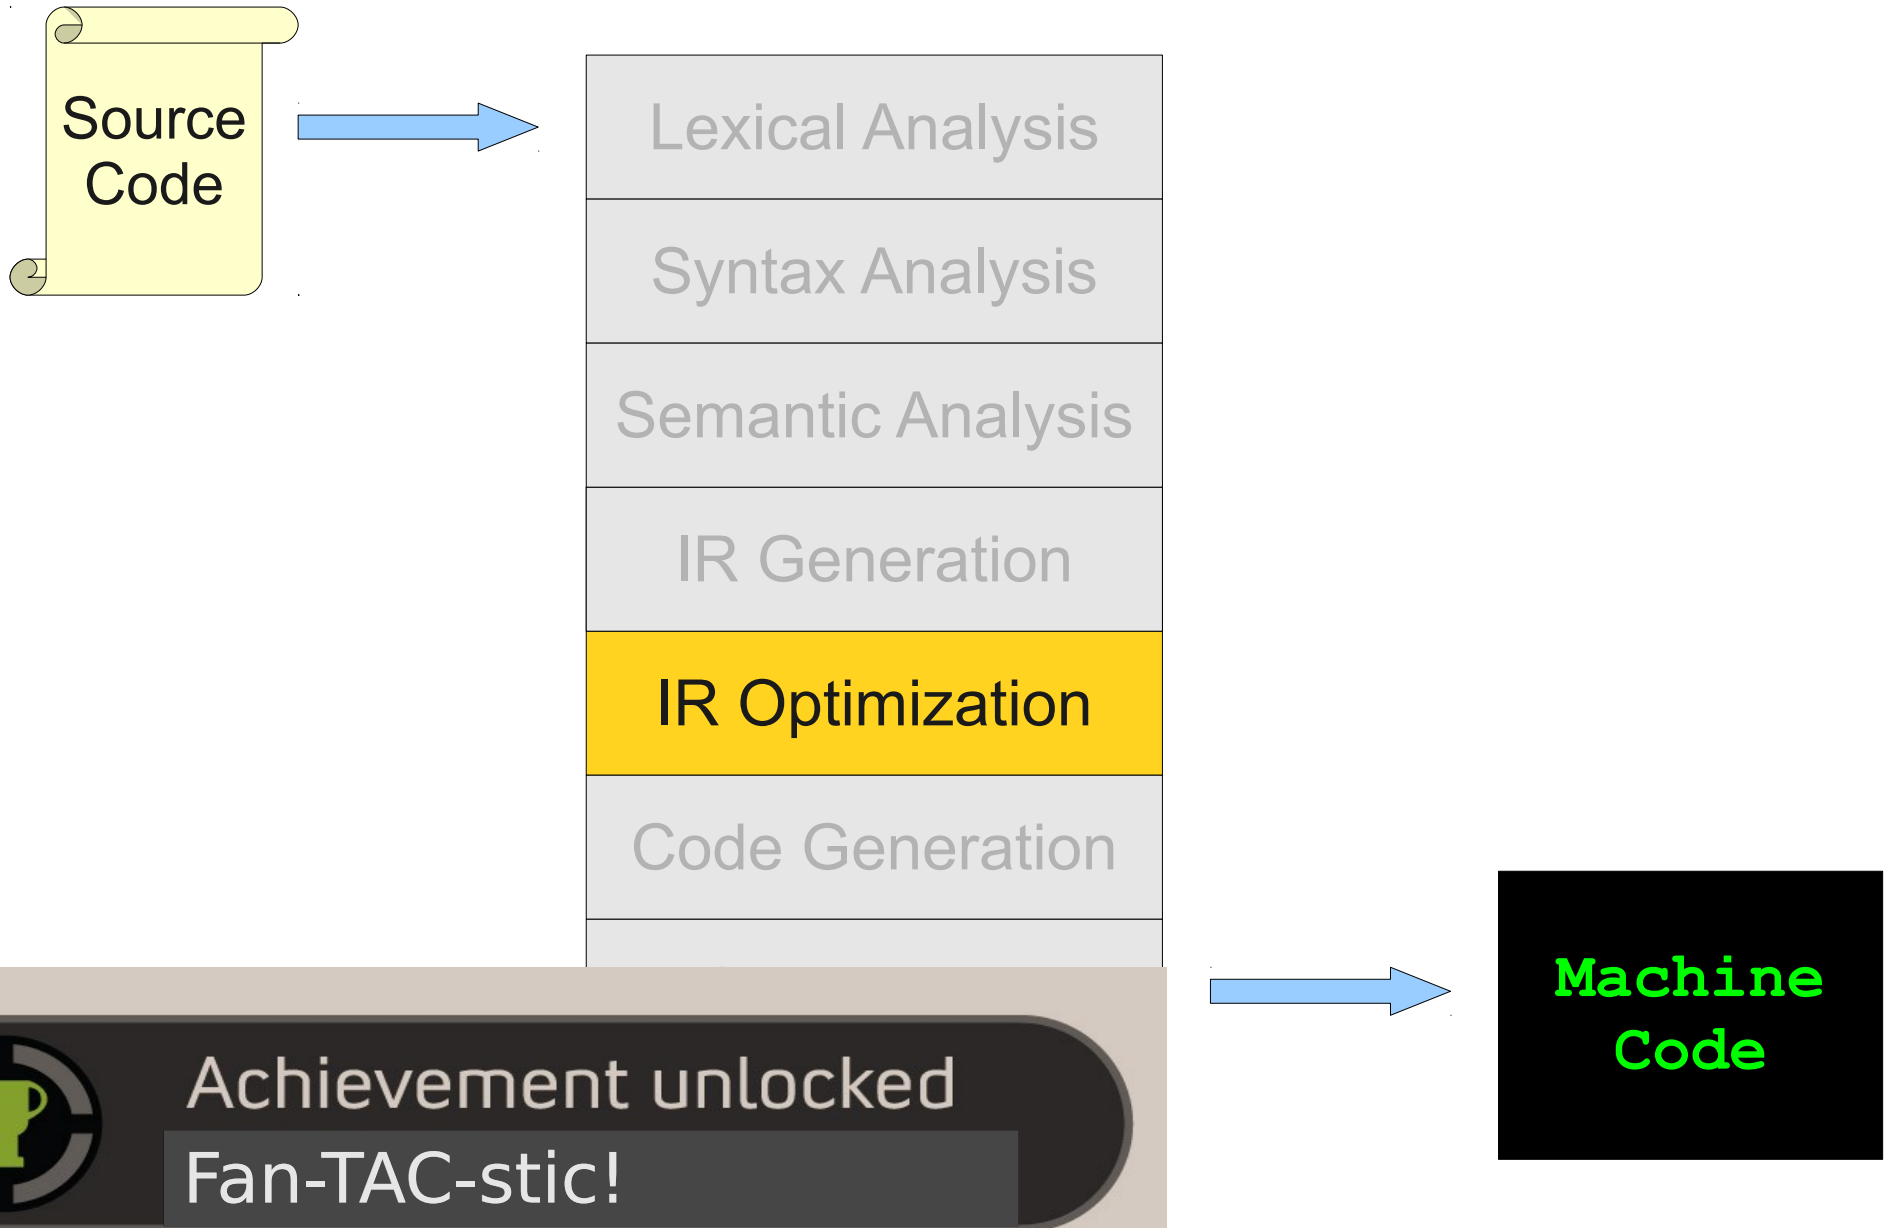 Source
Code
Lexical Analysis
Syntax Analysis
Semantic Analysis
IR Generation
IR Optimization
Code Generation
Machine
Code
Achievement unlocked
Fan-TAC-stic!